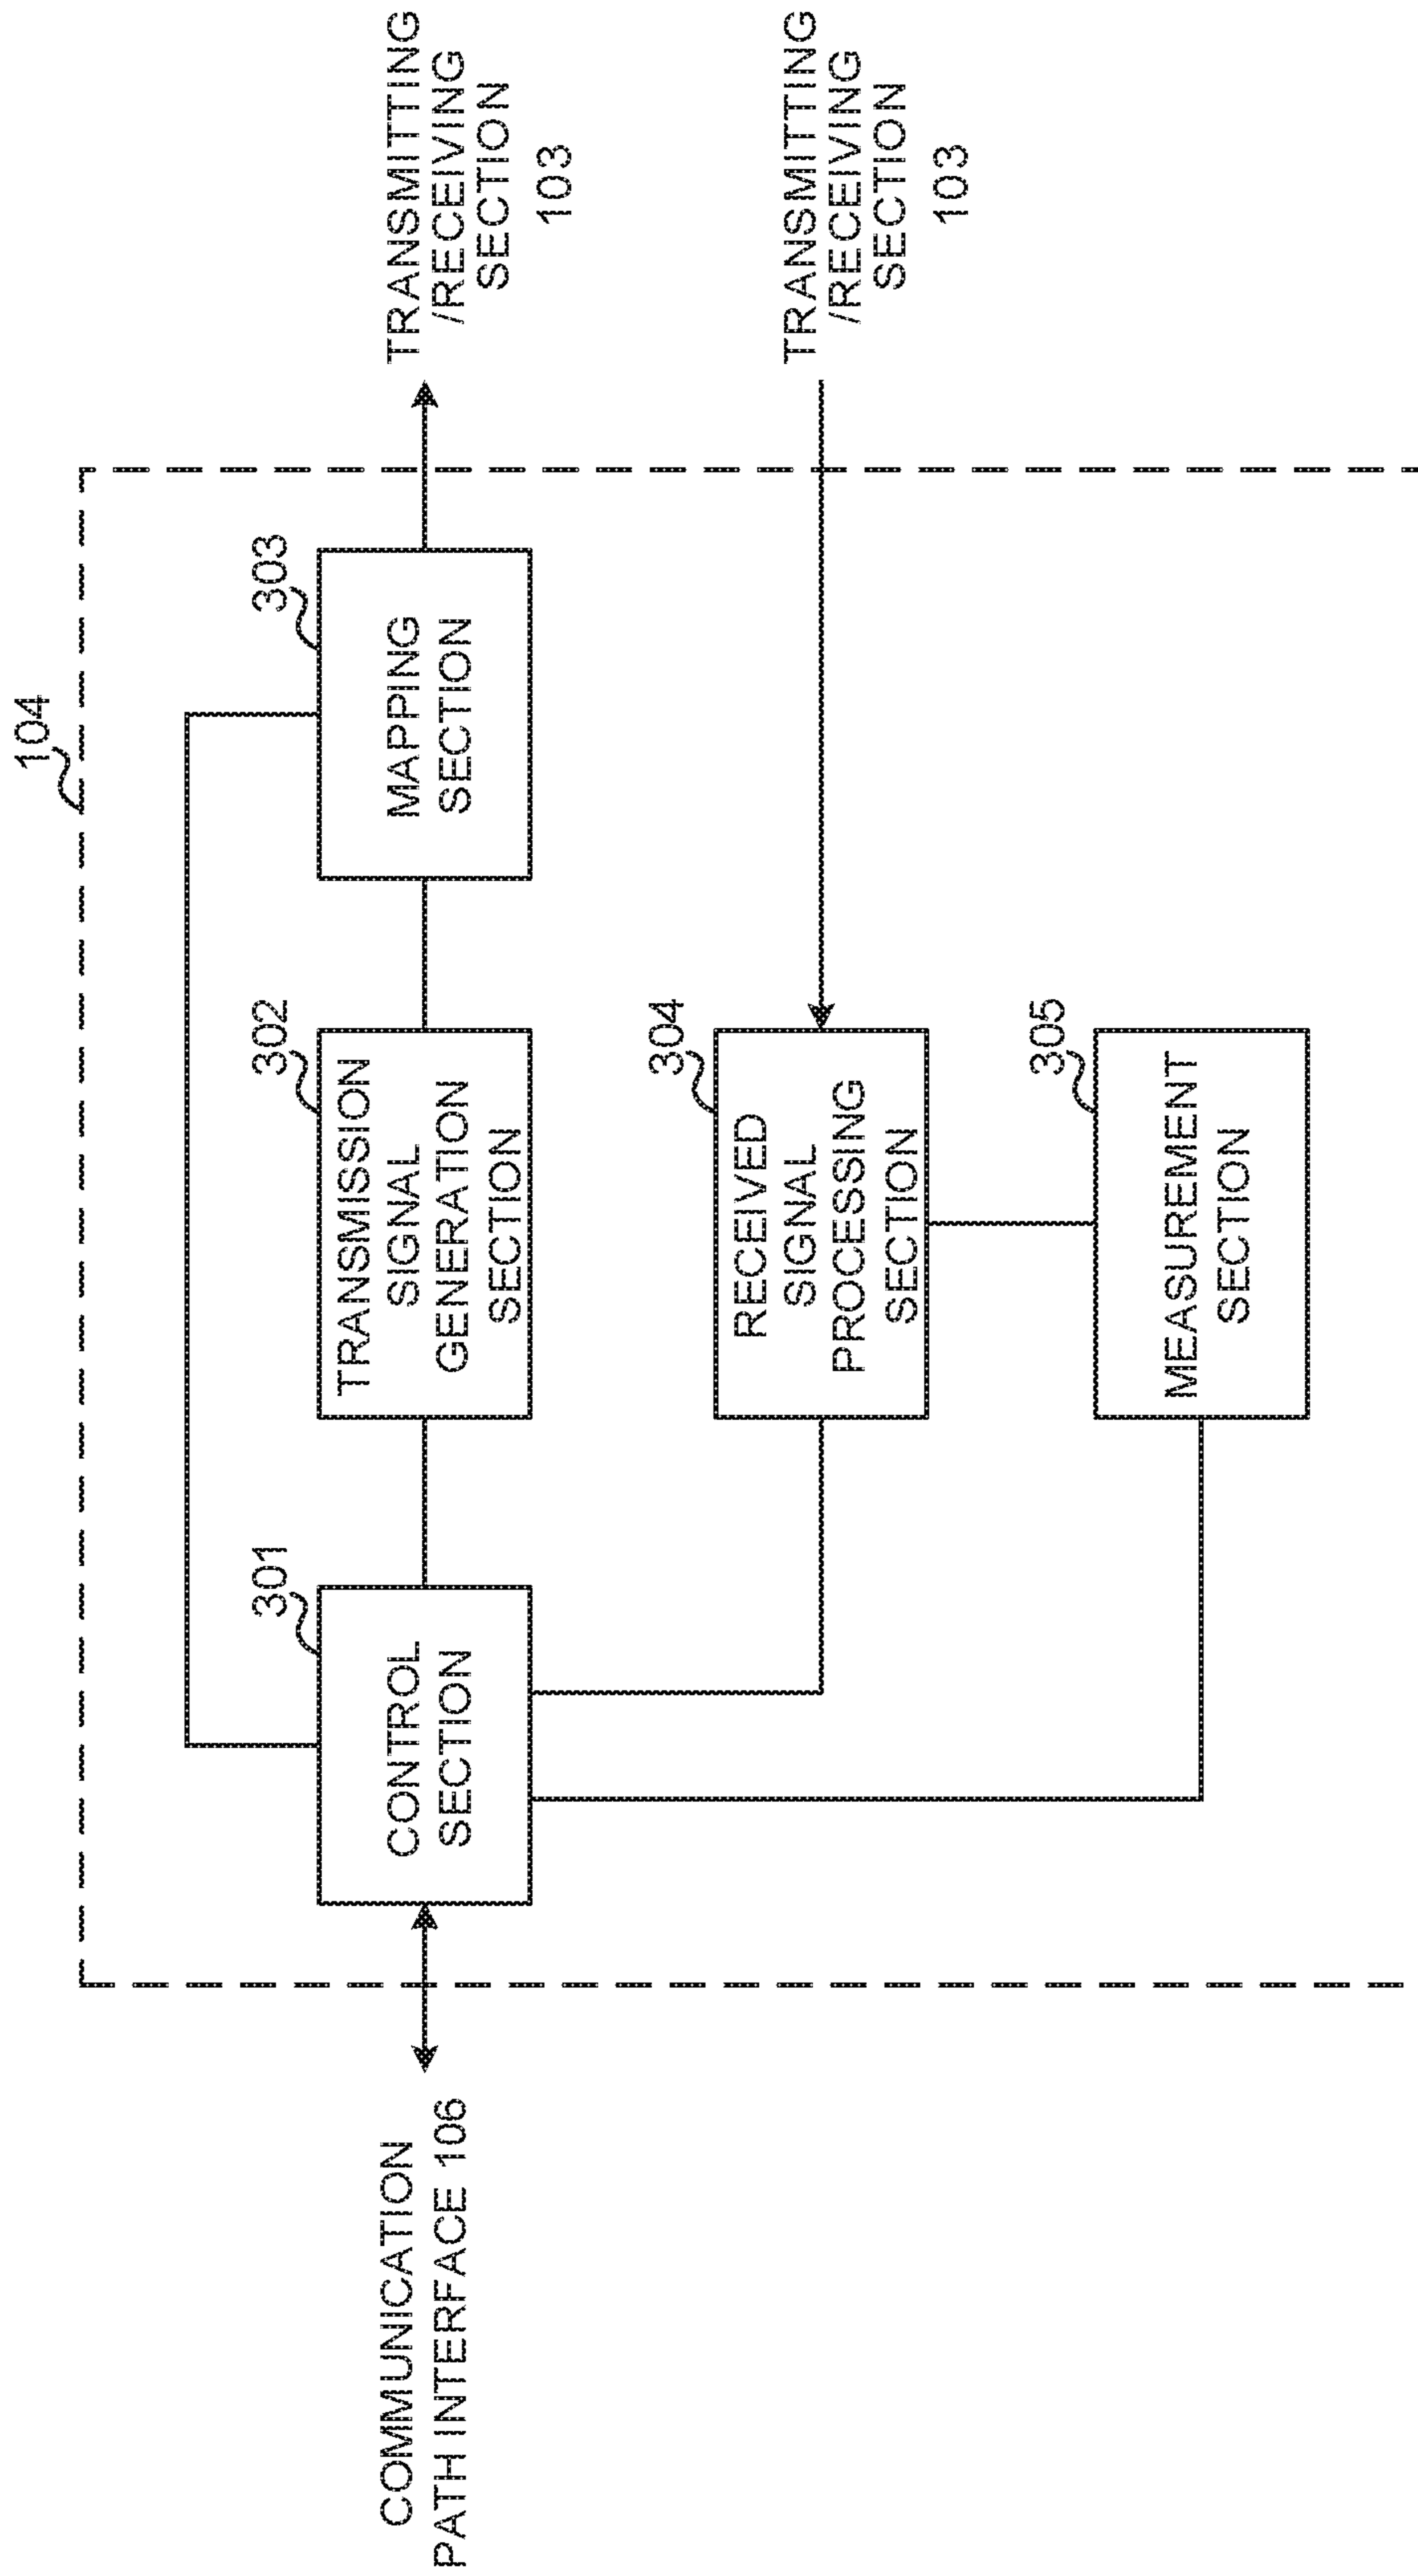 104
303
302
301
TRANSMITTING
/RECEIVING
SECTION
103
MAPPING
SECTION
TRANSMISSION
SIGNAL
GENERATION
SECTION
CONTROL
SECTION
COMMUNICATION
PATH INTERFACE 106
304
TRANSMITTING
/RECEIVING
SECTION
103
RECEIVED
SIGNAL
PROCESSING
SECTION
305
MEASUREMENT
SECTION